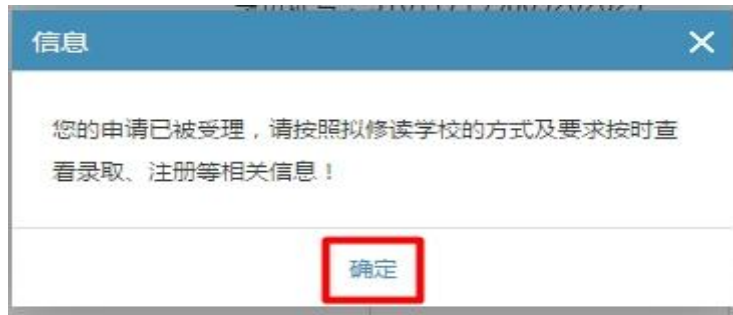 信息
您的申请已被受理，请按照拟修读学校的方式及要求按时查
看录取、注册等相关信息！
确定